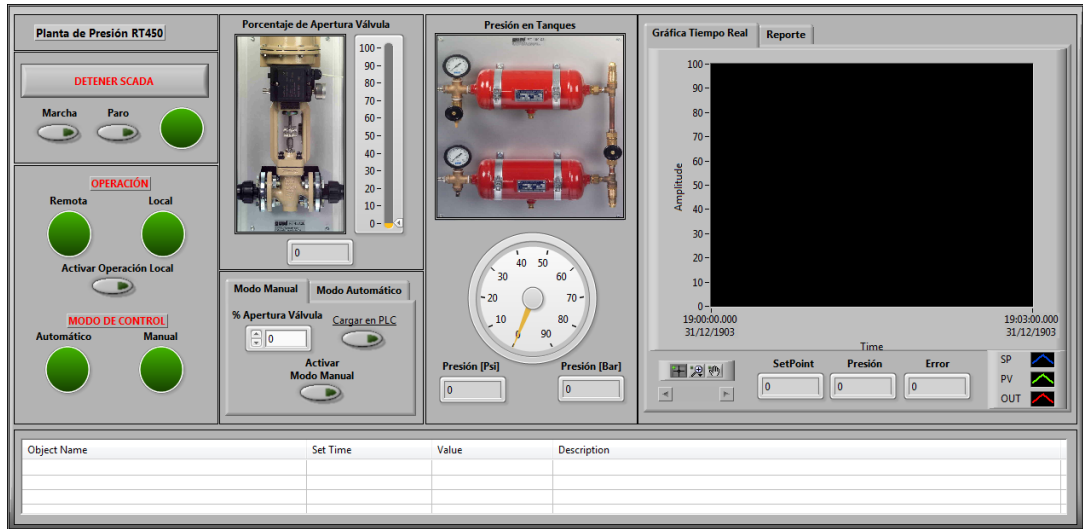 Planta de Presión RT450
DETENER SCADA
Marcha
Paro
OPERACIÓN
Remota
Local
Activar Operación Local
MODO DE CONTROL
Automático
Manual
Porcentaje de Apertura Válvula
100
90
80
70
60
50
40
30
20
10
0
0
Modo Manual
Modo Automático
% Apertura Válvula
Cargar en PLC
0
Activar
Modo Manual
Presión en Tanques
0
10
20
30
40
50
60
70
80
90
Presión [Psi]
Presión [Bar]
0
0
Gráfica Tiempo Real
Reporte
Amplitude
100
90
80
70
60
50
40
30
20
10
0
19:00:00.000
31/12/1903
19:03:00.000
31/12/1903
Time
SetPoint
Presión
Error
0
0
0
SP
PV
OUT
Object Name
Set Time
Value
Description